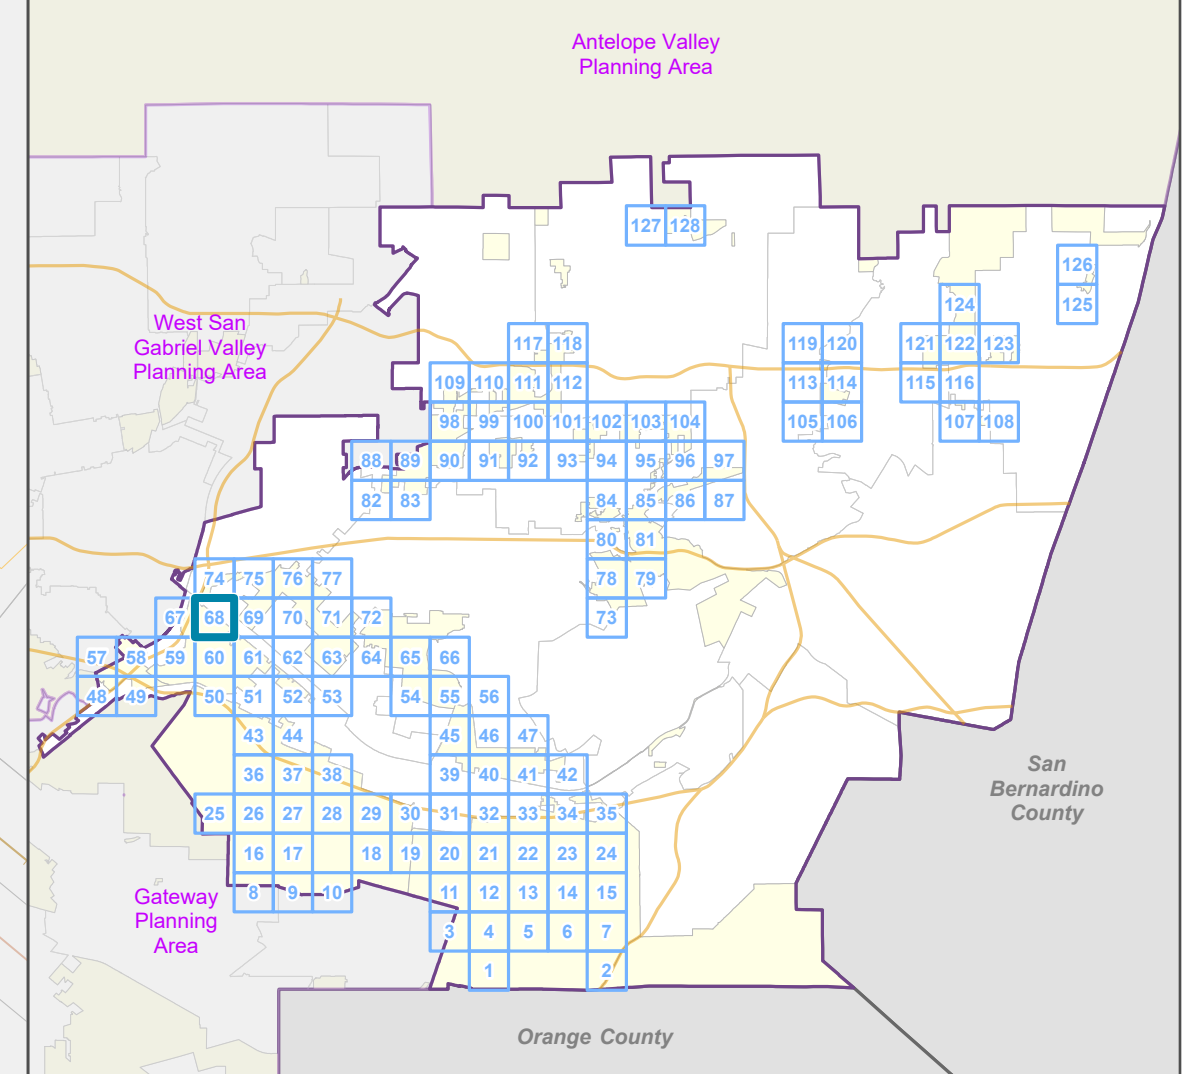 Antelope Valley
Planning Area
127 128
126
124 125
West San
Gabriel Valley
Planning Area
117 118 119 120 121 122 123
109 110 111 112 113 114 115 116
98 99 100 101 102 103 104 105 106 107 108
88 89 90 91 92 93 94 95 96 97
82 83 84 85 86 87
80 81
74 75 76 77 78 79
67 68 69 70 71 72 73
57 58 59 60 61 62 63 64 65 66
48 49 50 51 52 53 54 55 56
43 44 45 46 47
36 37 38 39 40 41 42
San
Bernardino
County
25 26 27 28 29 30 31 32 33 34 35
16 17 18 19 20 21 22 23 24
Gateway
Planning
Area
8 9 10 11 12 13 14 15
3 4 5 6 7
1 2
Orange County